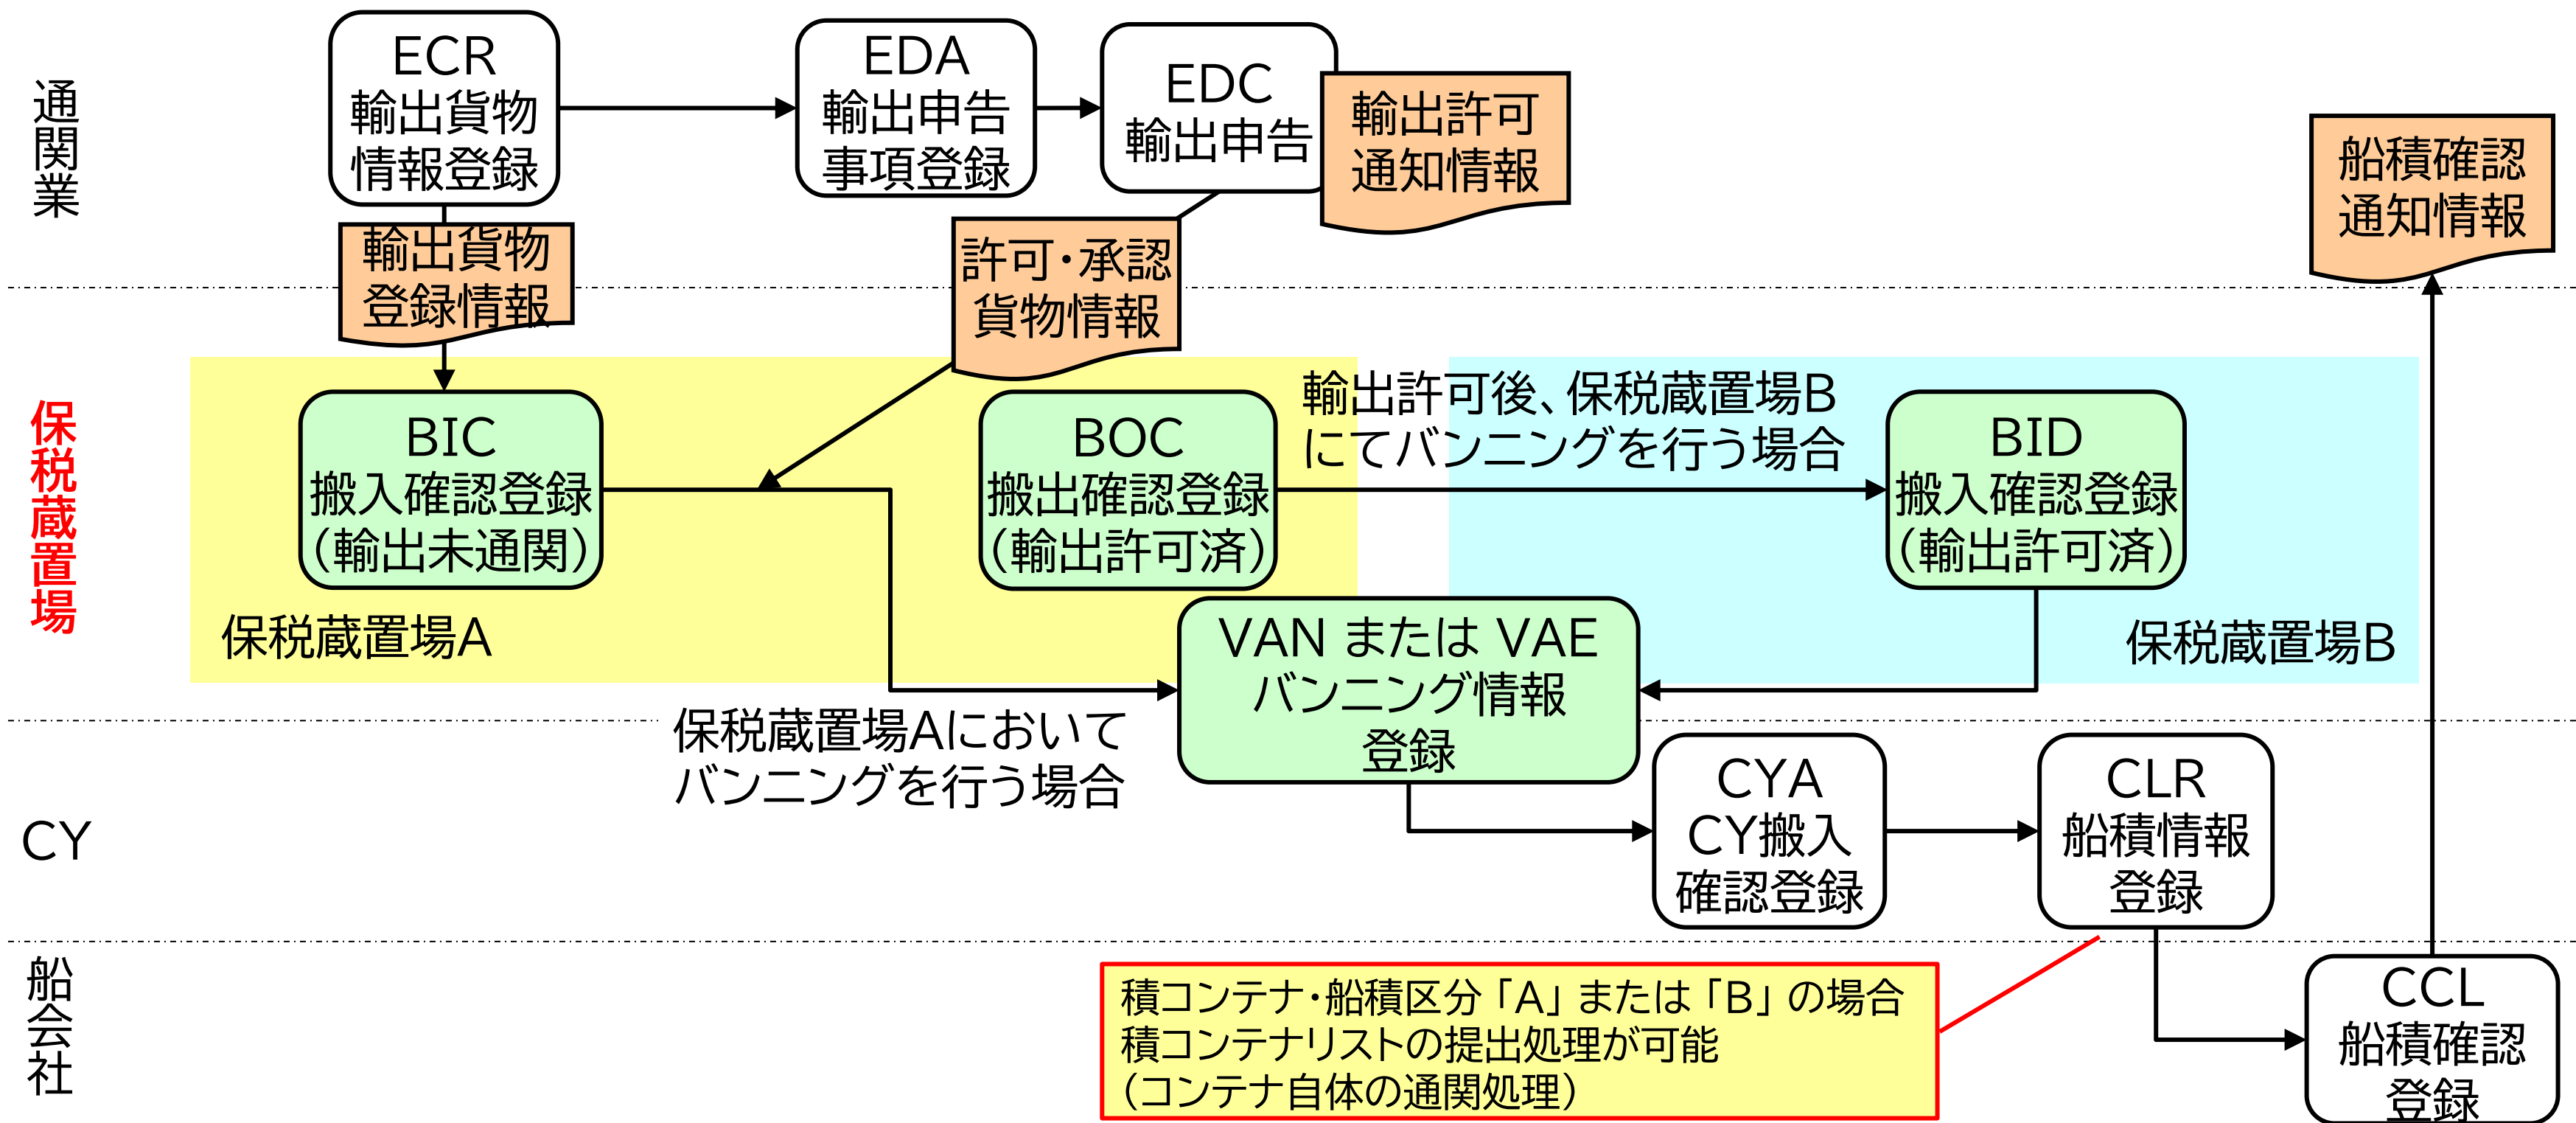 通関業
ECR
輸出貨物
情報登録
EDA
輸出申告
事項登録
EDC
輸出申告
輸出許可
通知情報
船積確認
通知情報
輸出貨物
登録情報
許可・承認
貨物情報
保税蔵置場
BIC
搬入確認登録
（輸出未通関）
BOC
搬出確認登録
（輸出許可済）
輸出許可後、保税蔵置場B
にてバンニングを行う場合
BID
搬入確認登録
（輸出許可済）
保税蔵置場A
保税蔵置場B
VAN または VAE
バンニング情報
登録
保税蔵置場Aにおいて
バンニングを行う場合
CY
CYA
CY搬入
確認登録
CLR
船積情報
登録
船会社
積コンテナ・船積区分「A」または「B」の場合
積コンテナリストの提出処理が可能
（コンテナ自体の通関処理）
CCL
船積確認
登録